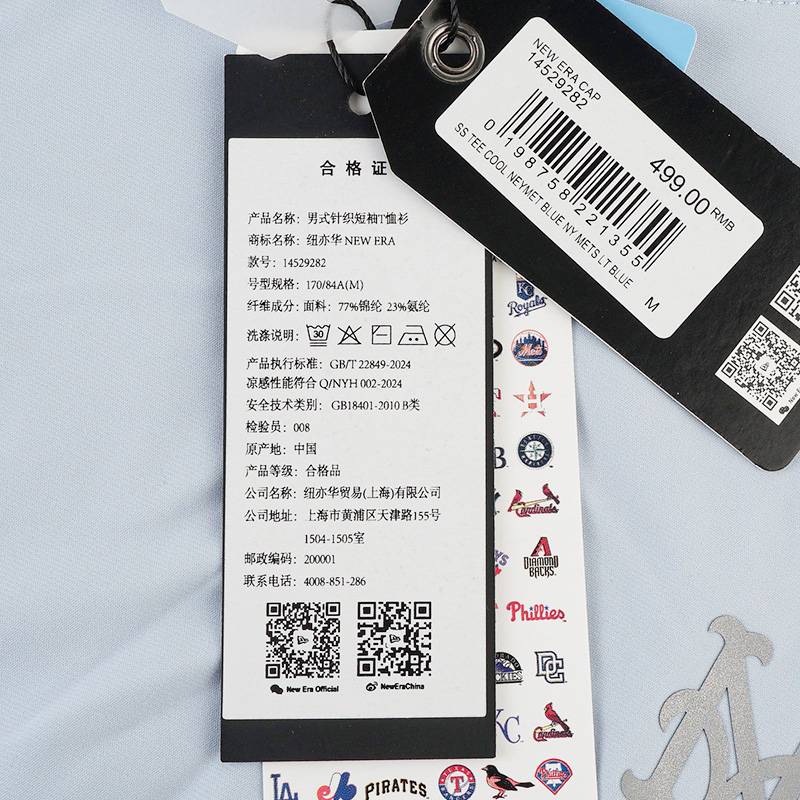 合格证
产品名称：男式针织短袖T恤衫
商标名称：纽亦华 NEW ERA
款号：14529282
号型规格：170/84A(M)
纤维成分：面料：77%锦纶 23%氨纶
洗涤说明：
30
产品执行标准：GB/T 22849-2024
凉感性能符合 Q/NYH 002-2024
安全技术类别：GB18401-2010 B类
检验员：008
原产地：中国
产品等级：合格品
公司名称：纽亦华贸易(上海)有限公司
公司地址：上海市黄浦区天津路155号
1504-1505室
邮政编码：200001
联系电话：4008-851-286
New Era Official
NewEraChina
NEW ERA CAP
14529282
499.00 RMB
0 198758 221355
SS TEE COOL NEYMET BLUE NY METS LT BLUE
M
KC
Royals
Mets
Cardinals
DIAMOND
BACKS
Phillies
DC
KC
Cardinals
LA
PIRATES
Phillies